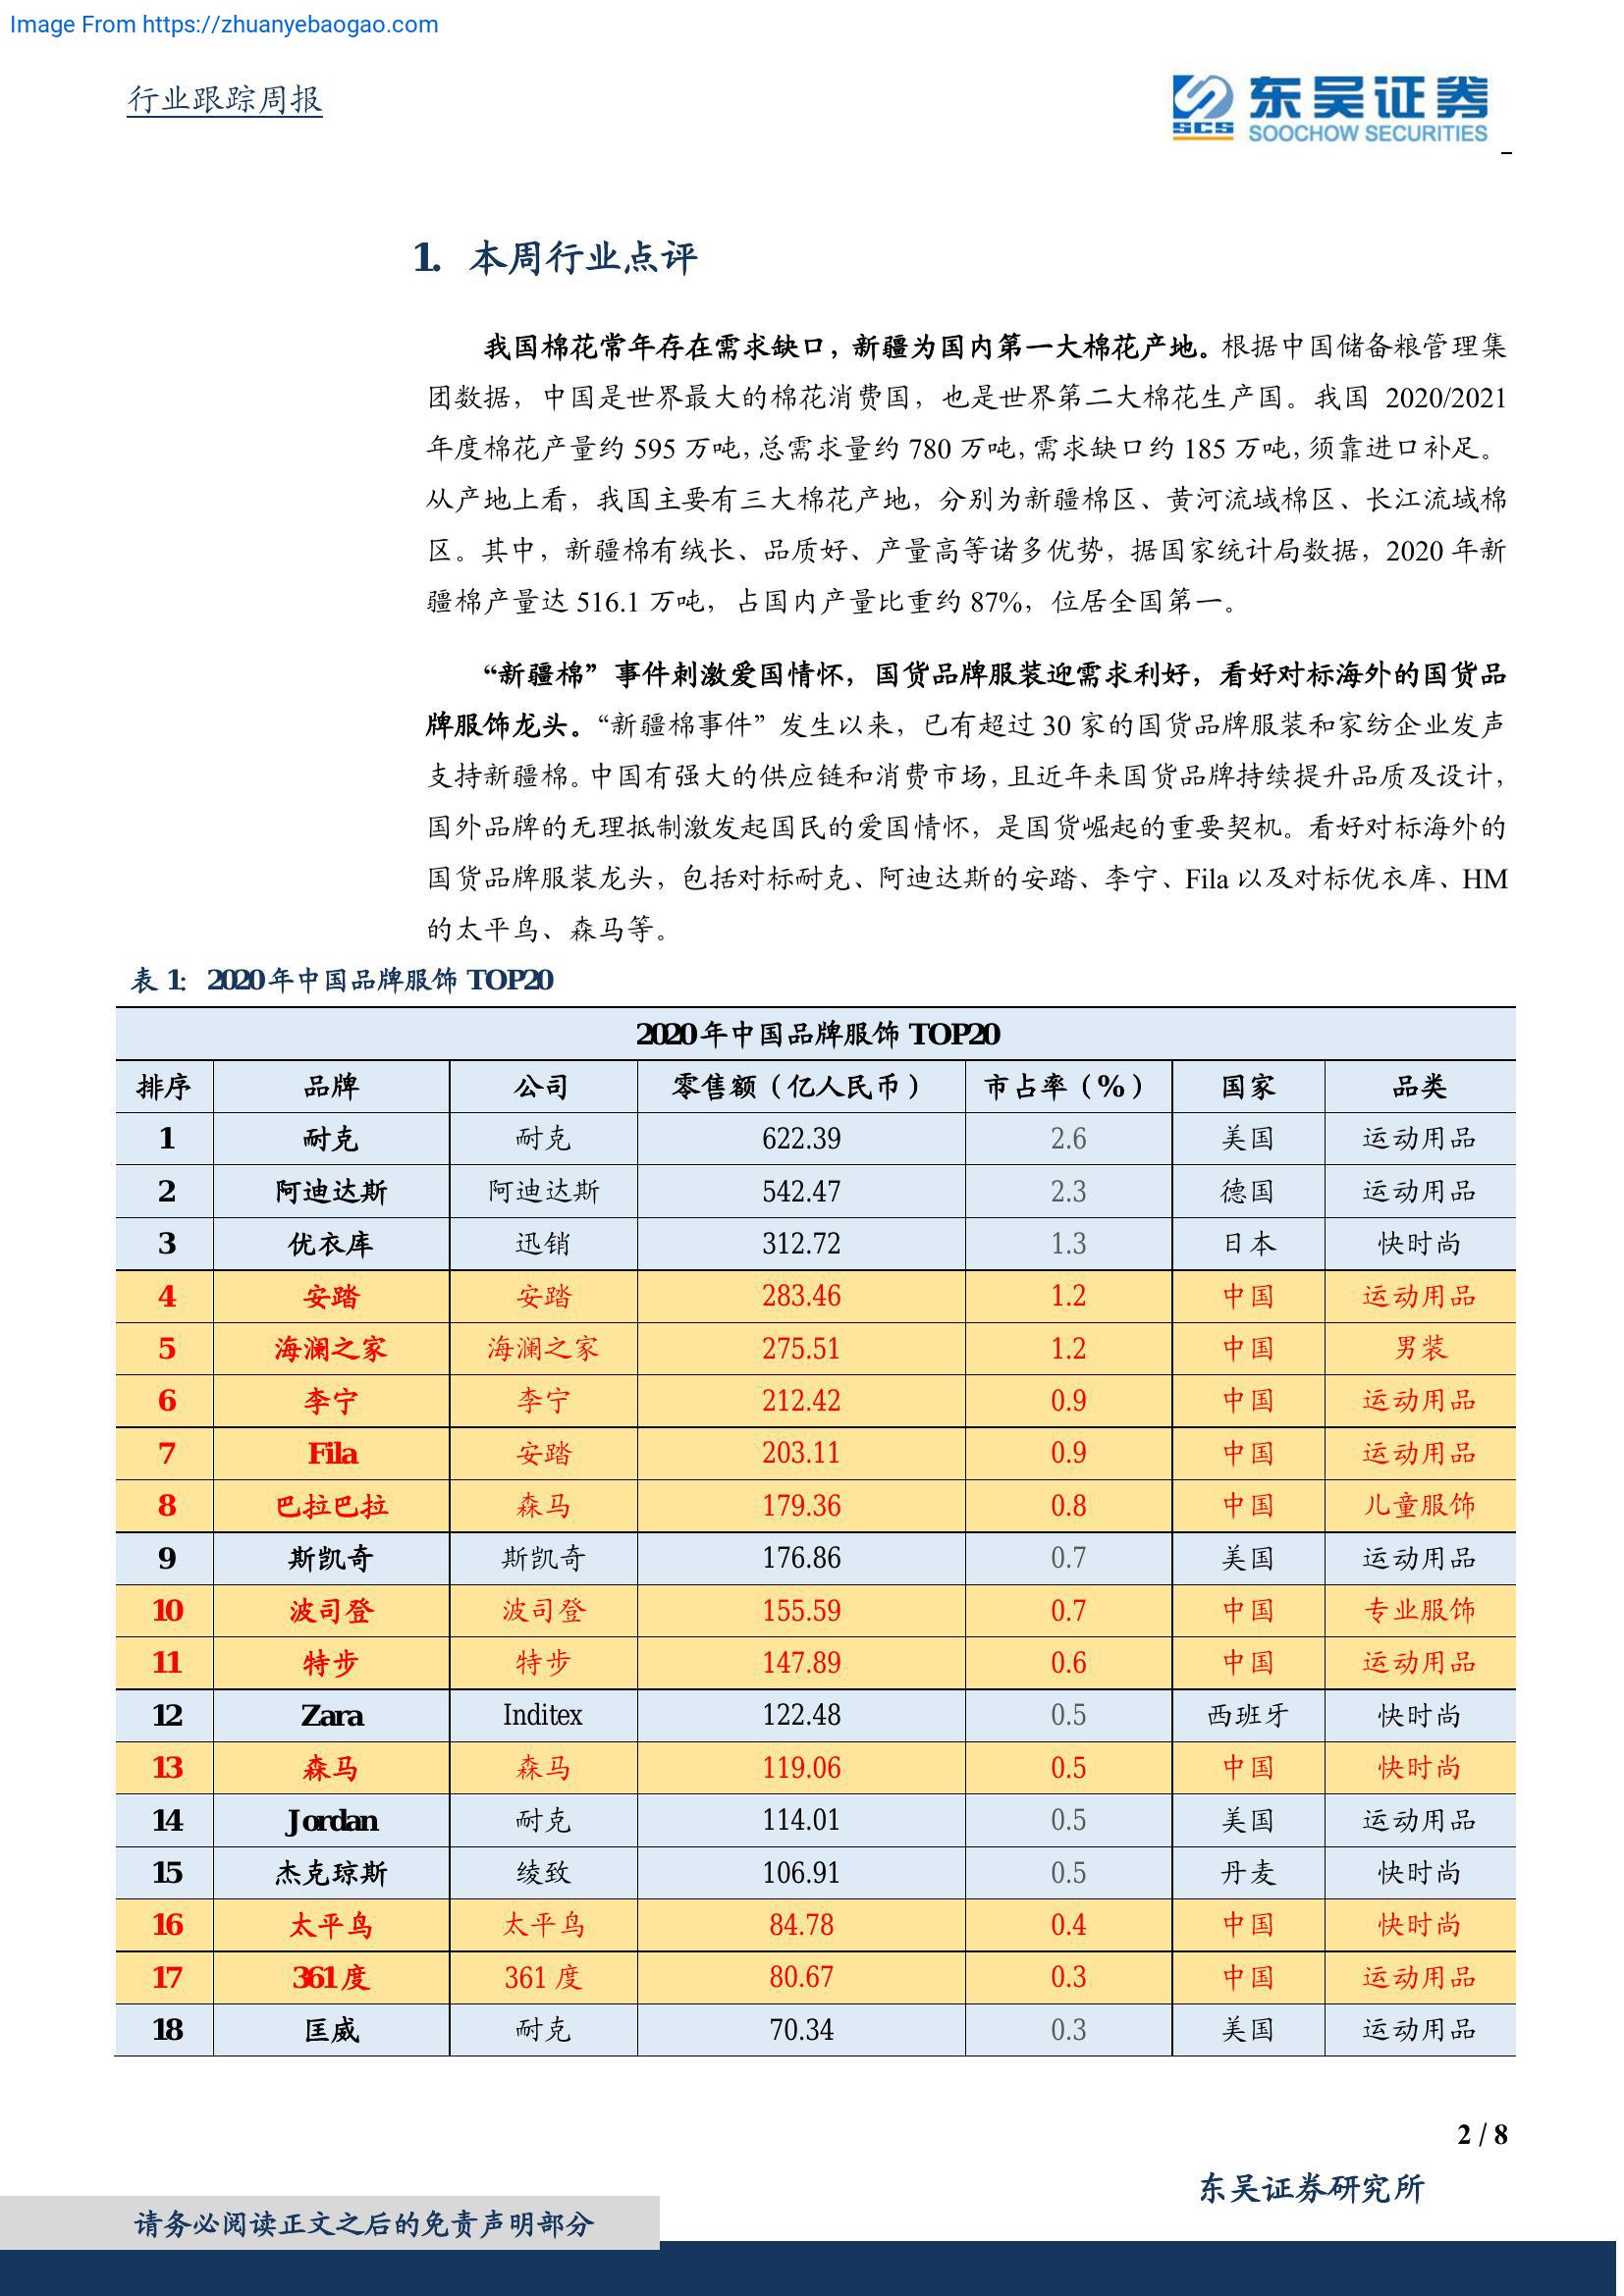 Image From https://zhuanyebaogao.com
行业跟踪周报
SCS
东吴证券
SOOCHOW SECURITIES
1. 本周行业点评
我国棉花常年存在需求缺口，新疆为国内第一大棉花产地。根据中国储备粮管理集
团数据，中国是世界最大的棉花消费国，也是世界第二大棉花生产国。我国 2020/2021
年度棉花产量约 595 万吨，总需求量约 780 万吨，需求缺口约 185 万吨，须靠进口补足。
从产地上看，我国主要有三大棉花产地，分别为新疆棉区、黄河流域棉区、长江流域棉
区。其中，新疆棉有绒长、品质好、产量高等诸多优势，据国家统计局数据，2020 年新
疆棉产量达 516.1 万吨，占国内产量比重约 87%，位居全国第一。
“新疆棉”事件刺激爱国情怀，国货品牌服装迎需求利好，看好对标海外的国货品
牌服饰龙头。“新疆棉事件”发生以来，已有超过 30 家的国货品牌服装和家纺企业发声
支持新疆棉。中国有强大的供应链和消费市场，且近年来国货品牌持续提升品质及设计，
国外品牌的无理抵制激发起国民的爱国情怀，是国货崛起的重要契机。看好对标海外的
国货品牌服装龙头，包括对标耐克、阿迪达斯的安踏、李宁、Fila 以及对标优衣库、HM
的太平鸟、森马等。
表 1: 2020 年中国品牌服饰 TOP20
2020 年中国品牌服饰 TOP20
排序 品牌 公司 零售额（亿人民币） 市占率（%） 国家 品类
1 耐克 耐克 622.39 2.6 美国 运动用品
2 阿迪达斯 阿迪达斯 542.47 2.3 德国 运动用品
3 优衣库 迅销 312.72 1.3 日本 快时尚
4 安踏 安踏 283.46 1.2 中国 运动用品
5 海澜之家 海澜之家 275.51 1.2 中国 男装
6 李宁 李宁 212.42 0.9 中国 运动用品
7 Fila 安踏 203.11 0.9 中国 运动用品
8 巴拉巴拉 森马 179.36 0.8 中国 儿童服饰
9 斯凯奇 斯凯奇 176.86 0.7 美国 运动用品
10 波司登 波司登 155.59 0.7 中国 专业服饰
11 特步 特步 147.89 0.6 中国 运动用品
12 Zara Inditex 122.48 0.5 西班牙 快时尚
13 森马 森马 119.06 0.5 中国 快时尚
14 Jordan 耐克 114.01 0.5 美国 运动用品
15 杰克琼斯 绫致 106.91 0.5 丹麦 快时尚
16 太平鸟 太平鸟 84.78 0.4 中国 快时尚
17 361 度 361 度 80.67 0.3 中国 运动用品
18 匡威 耐克 70.34 0.3 美国 运动用品
2 / 8
东吴证券研究所
请务必阅读正文之后的免责声明部分